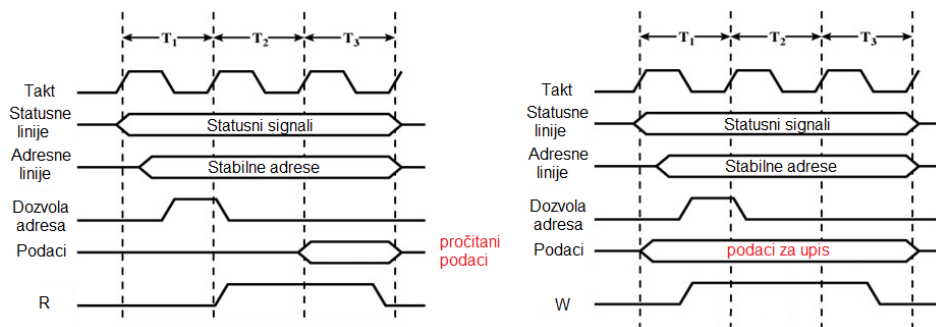 T1 T2 T3
Takt
Statusne
linije
Statusni signali
Adresne
linije
Stabilne adrese
Dozvola
adresa
Podaci
pročitani
podaci
R
T1 T2 T3
Takt
Statusne
linije
Statusni signali
Adresne
linije
Stabilne adrese
Dozvola
adresa
Podaci
podaci za upis
W